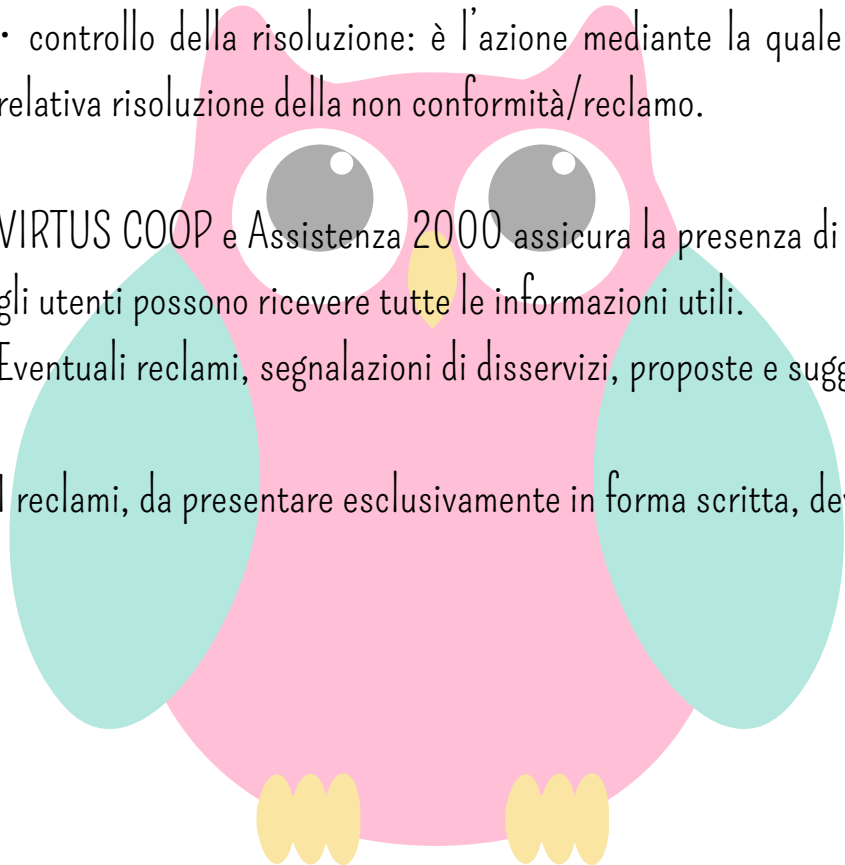 · controllo della risoluzione: è l’azione mediante la quale
relativa risoluzione della non conformità/reclamo.
VIRTUS COOP e Assistenza 2000 assicura la presenza di
gli utenti possono ricevere tutte le informazioni utili.
Eventuali reclami, segnalazioni di disservizi, proposte e
I reclami, da presentare esclusivamente in forma scritta,